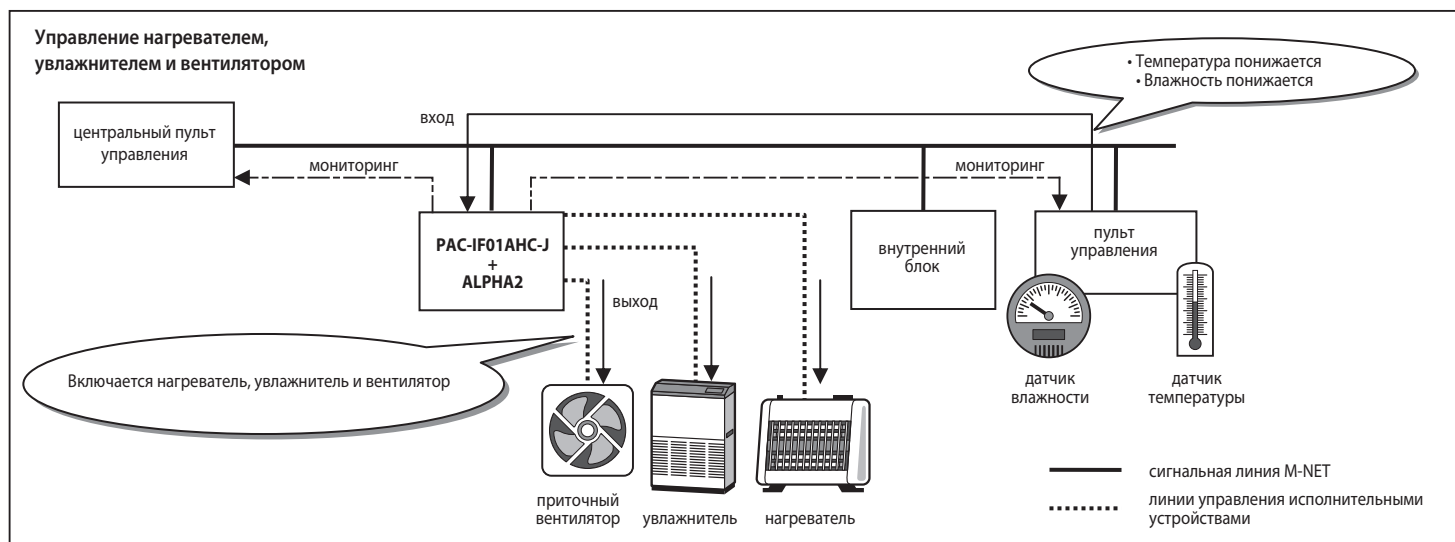 Управление нагревателем,
увлажнителем и вентилятором
• Температура понижается
• Влажность понижается
центральный пульт
управления
вход
мониторинг
мониторинг
PAC-IF01AHC-J
+
ALPHA2
внутренний
блок
пульт
управления
выход
Включается нагреватель, увлажнитель и вентилятор
датчик
влажности
датчик
температуры
приточный
вентилятор
увлажнитель
нагреватель
сигнальная линия M-NET
линии управления исполнительными
устройствами